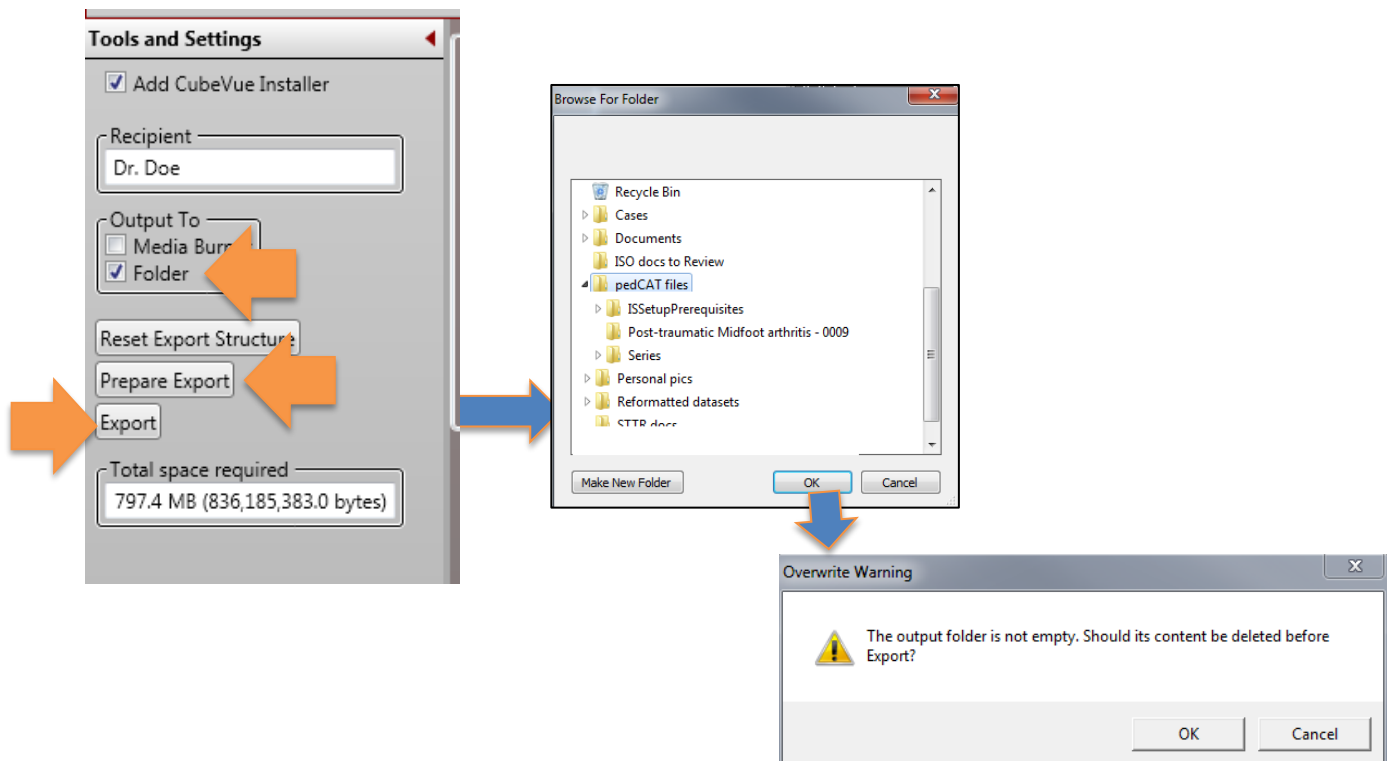 Tools and Settings
Add CubeVue Installer
Recipient
Dr. Doe
Output To
Media
Folder
Reset Export Structure
Prepare Export
Export
Total space required
797.4 MB (836,185,383.0 bytes)
Browse For Folder
Recycle Bin
Cases
Documents
ISO docs to Review
pedCAT files
ISSetupPrerequisites
Post-traumatic Midfoot arthritis - 0009
Series
Personal pics
Reformatted datasets
STTR docs
Make New Folder
OK
Cancel
Overwrite Warning
The output folder is not empty. Should its content be deleted before
Export?
OK
Cancel